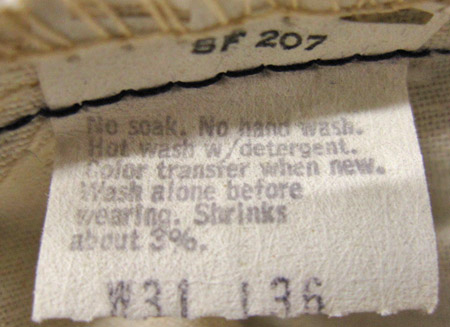 SF 207
No soak. No hand wash.
Hot wash w/detergent.
Color transfer when new.
Wash alone before
wearing. Shrinks
about 3%.
W31 L36